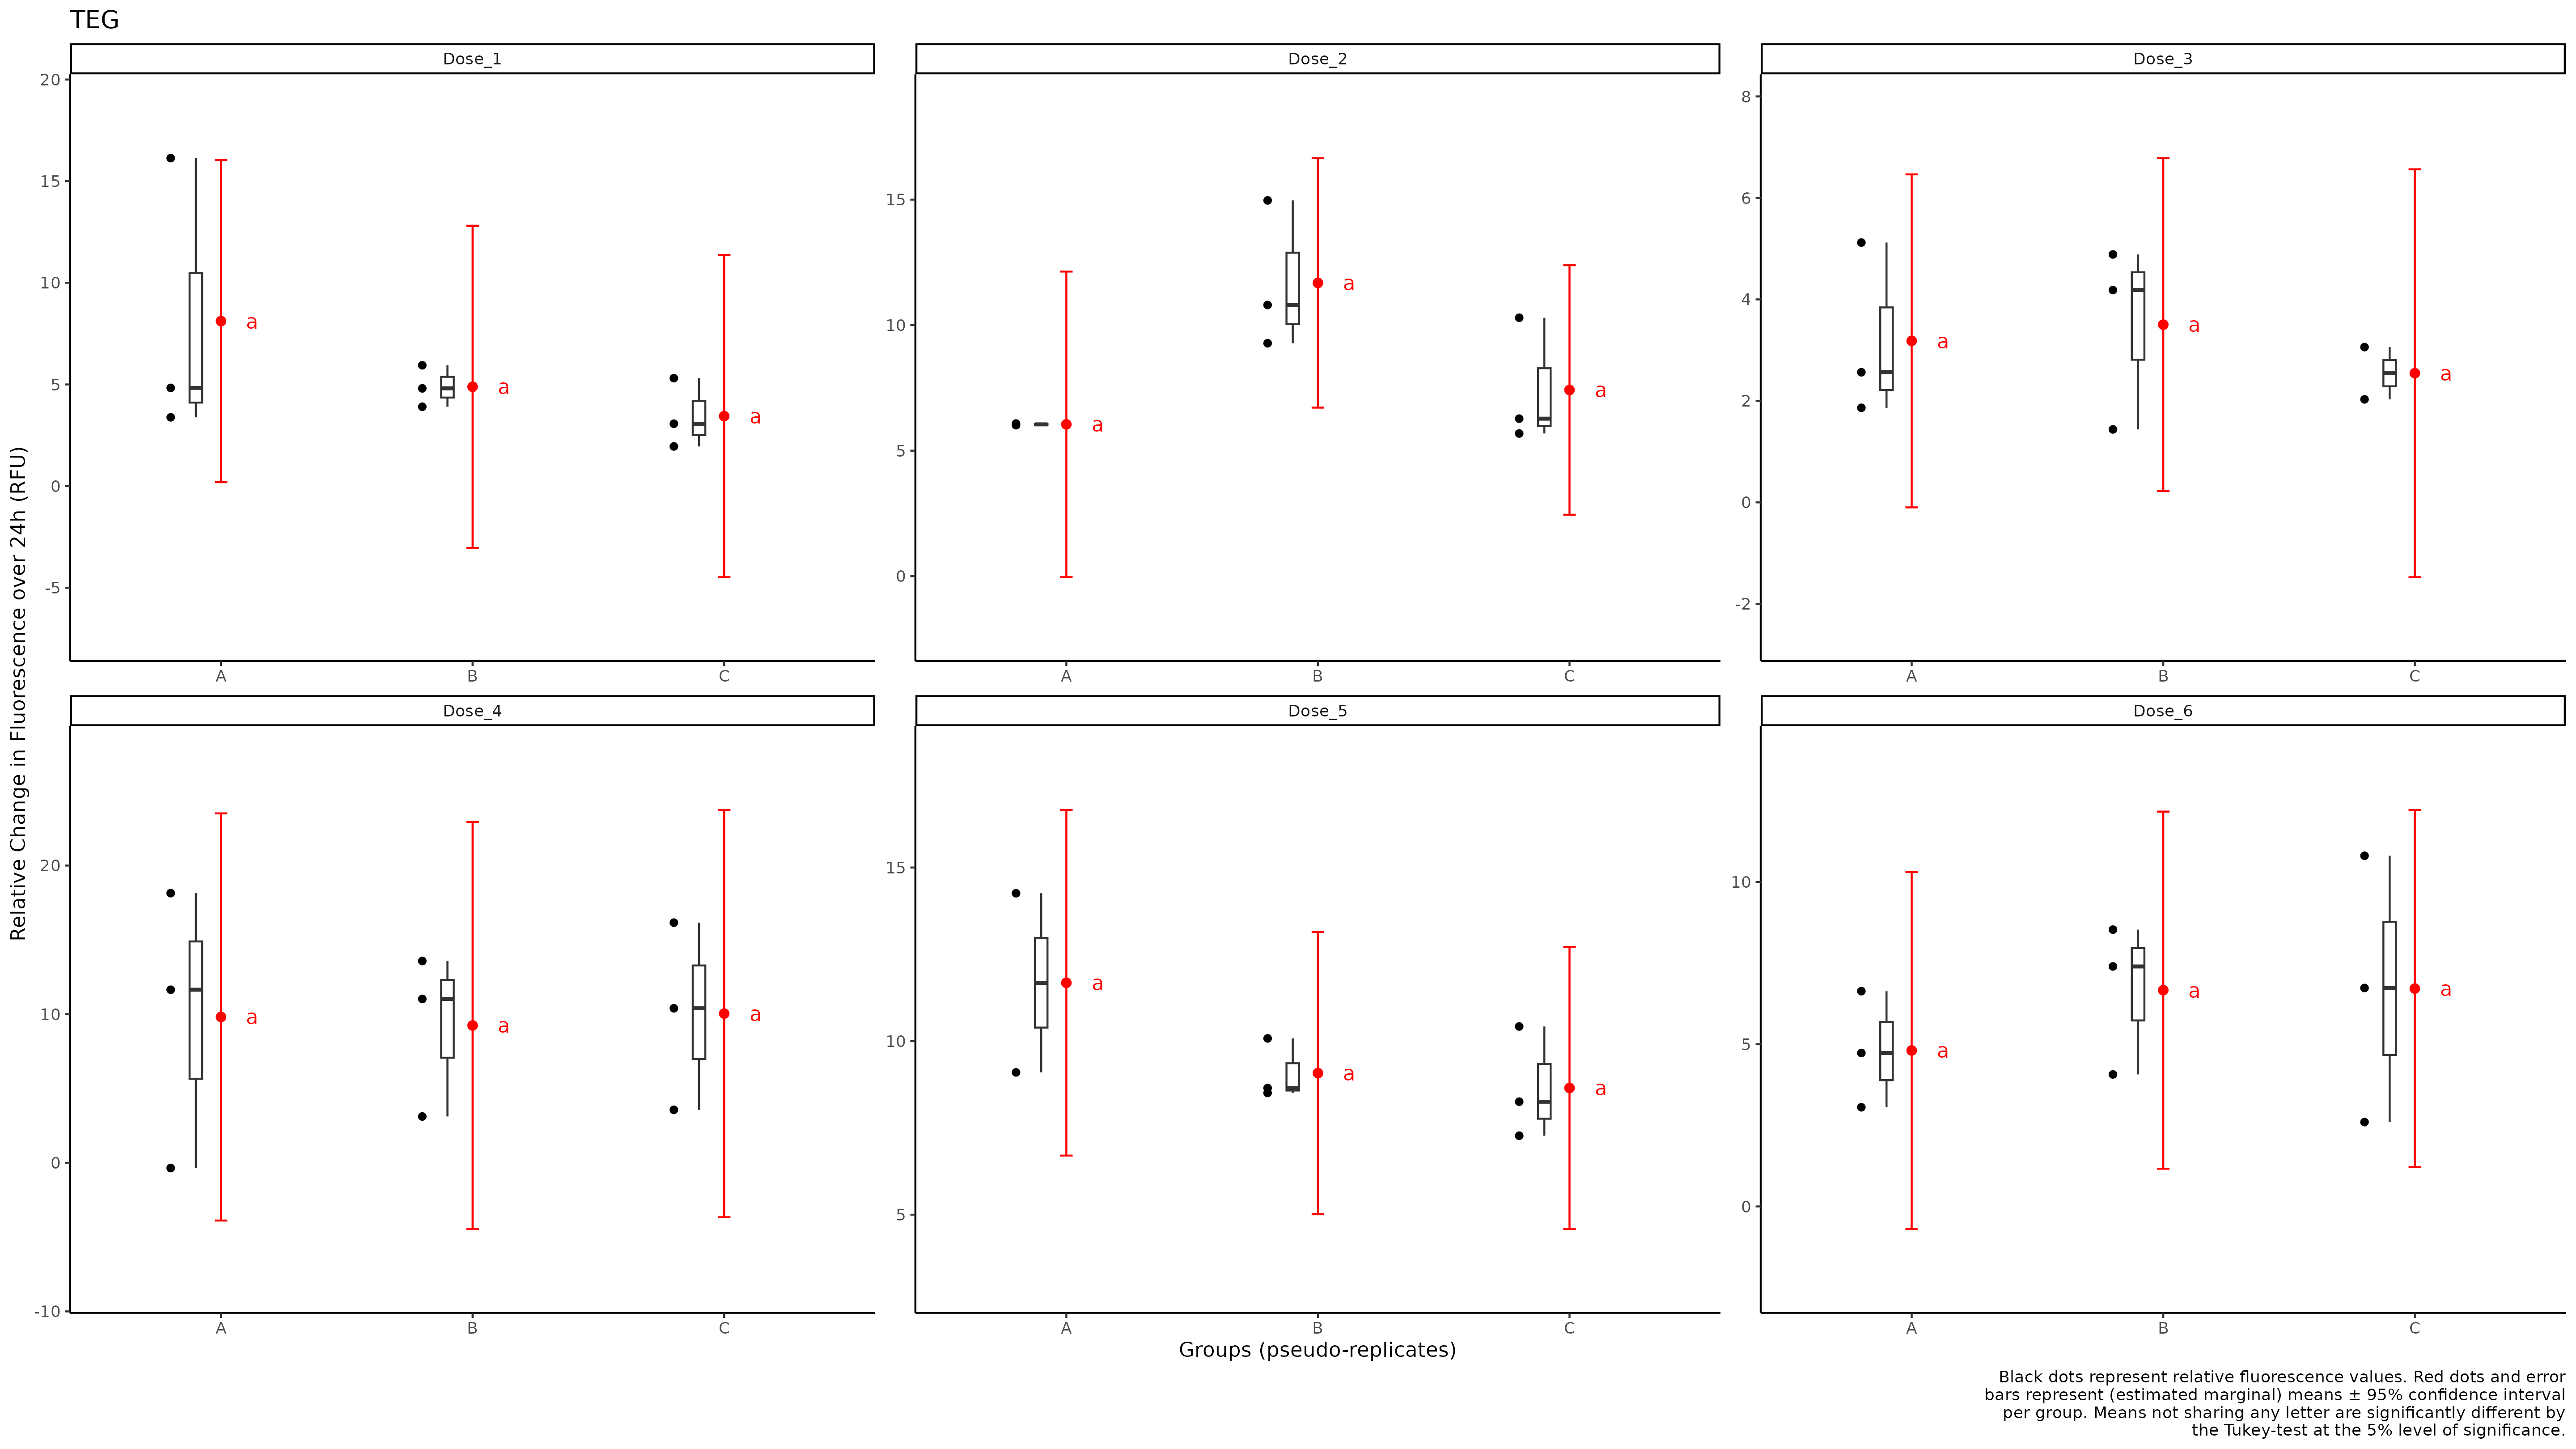 TEG
Relative Change in Fluorescence over 24h (RFU)
Dose_1
20
15
10
5
0
-5
a
a
a
A
B
C
Dose_2
15
10
5
0
a
a
a
A
B
C
Dose_3
8
6
4
2
0
-2
a
a
a
A
B
C
Dose_4
20
10
0
-10
a
a
a
A
B
C
Dose_5
15
10
5
a
a
a
A
B
C
Dose_6
10
5
0
a
a
a
A
B
C
Groups (pseudo-replicates)
Black dots represent relative fluorescence values. Red dots and error
bars represent (estimated marginal) means ± 95% confidence interval
per group. Means not sharing any letter are significantly different by
the Tukey-test at the 5% level of significance.